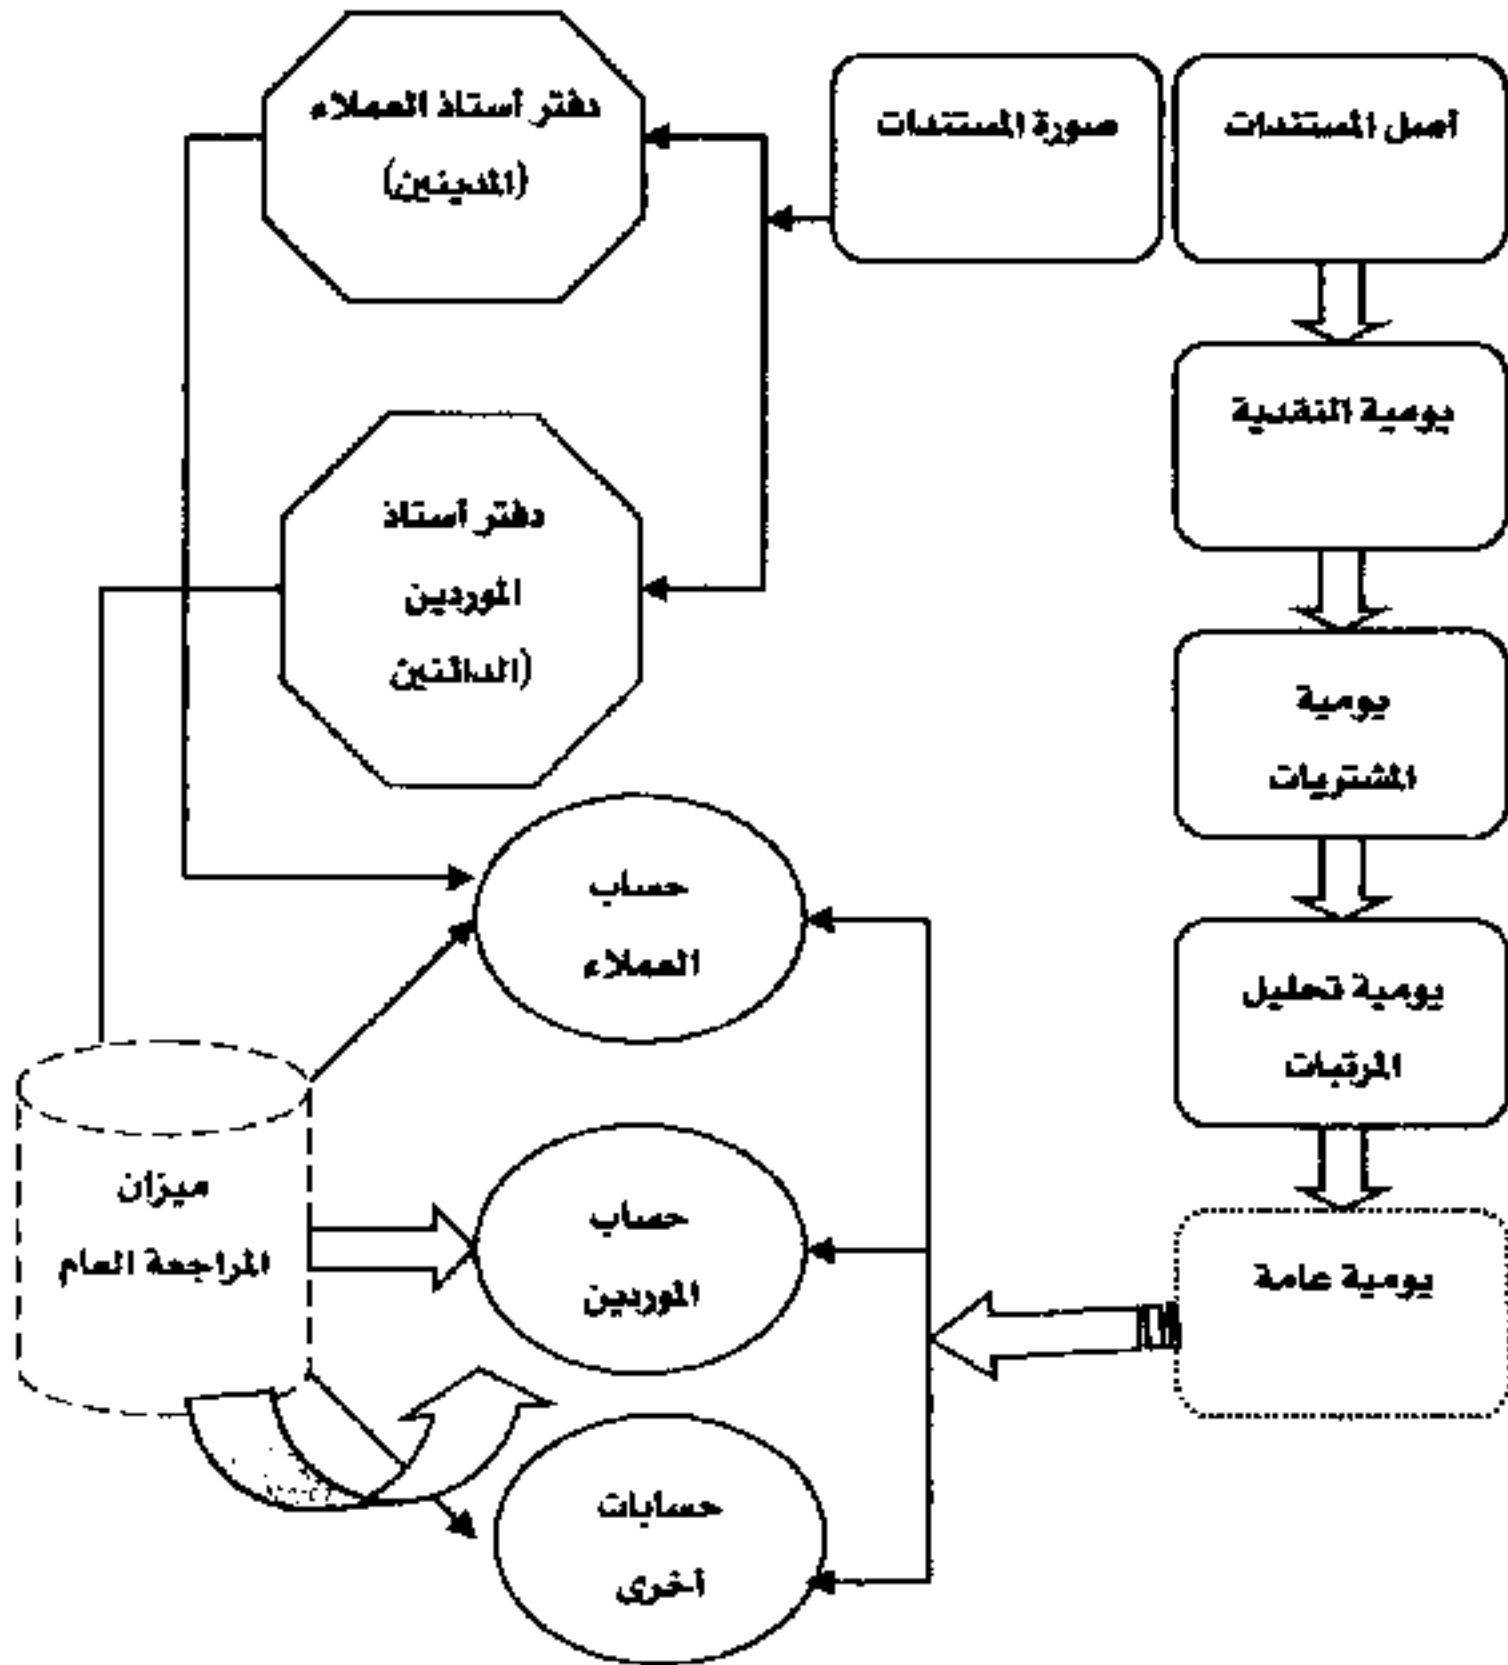 أصل المستندات
صورة المستندات
دفتر أستاذ العملاء
(المدينين)
يومية النقدية
دفتر أستاذ
الموردين
(الدائنين
يومية
المشتريات
حساب
العملاء
يومية تحليل
المرتبات
ميزان
المراجعة العام
حساب
الموردين
يومية عامة
حسابات
أخرى